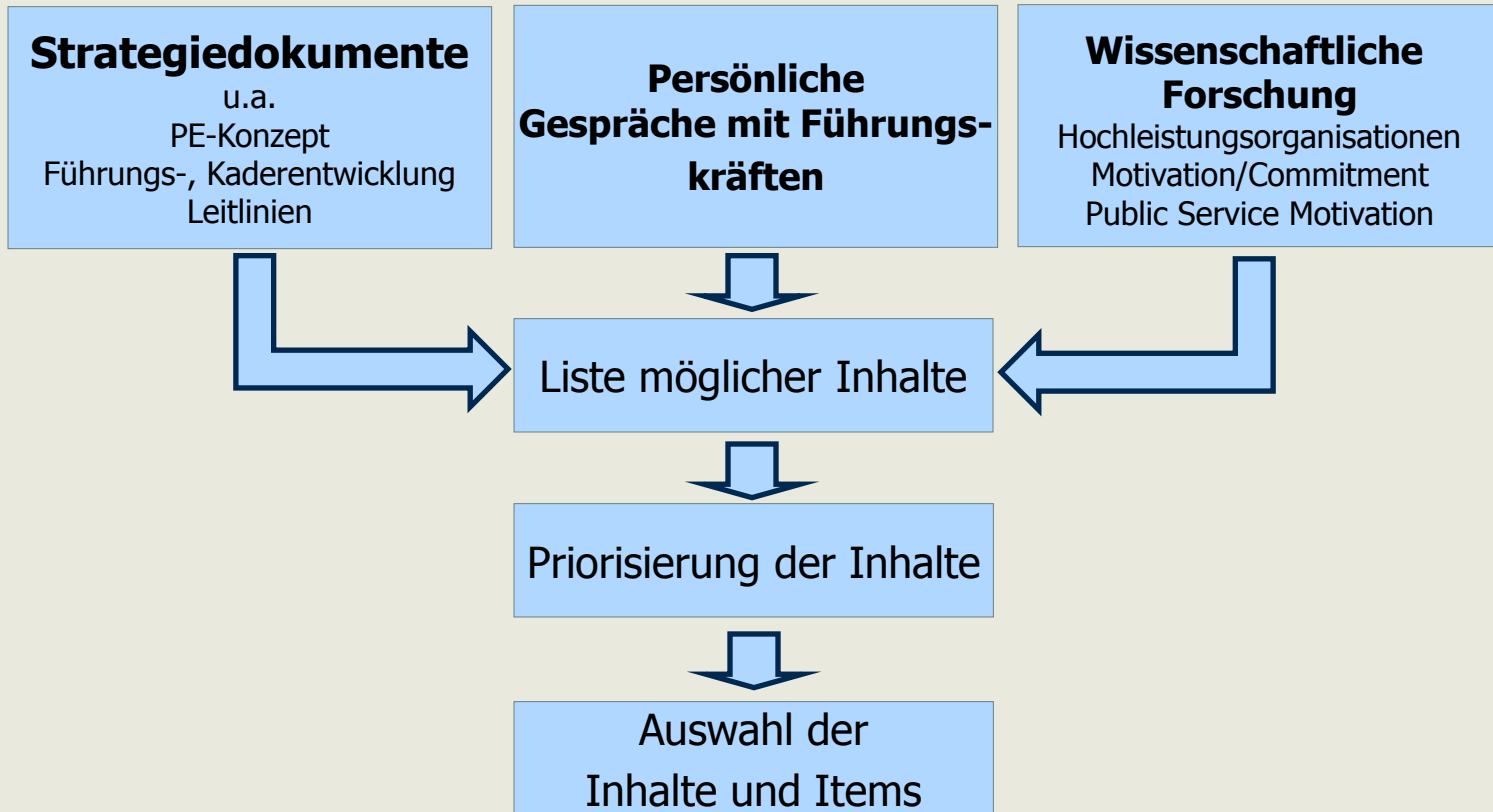 Strategiedokumente
u.a.
PE-Konzept
Führungs-, Kaderentwicklung
Leitlinien
Persönliche
Gespräche mit Führungs-
kräften
Wissenschaftliche
Forschung
Hochleistungsorganisationen
Motivation/Commitment
Public Service Motivation
Liste möglicher Inhalte
Priorisierung der Inhalte
Auswahl der
Inhalte und Items